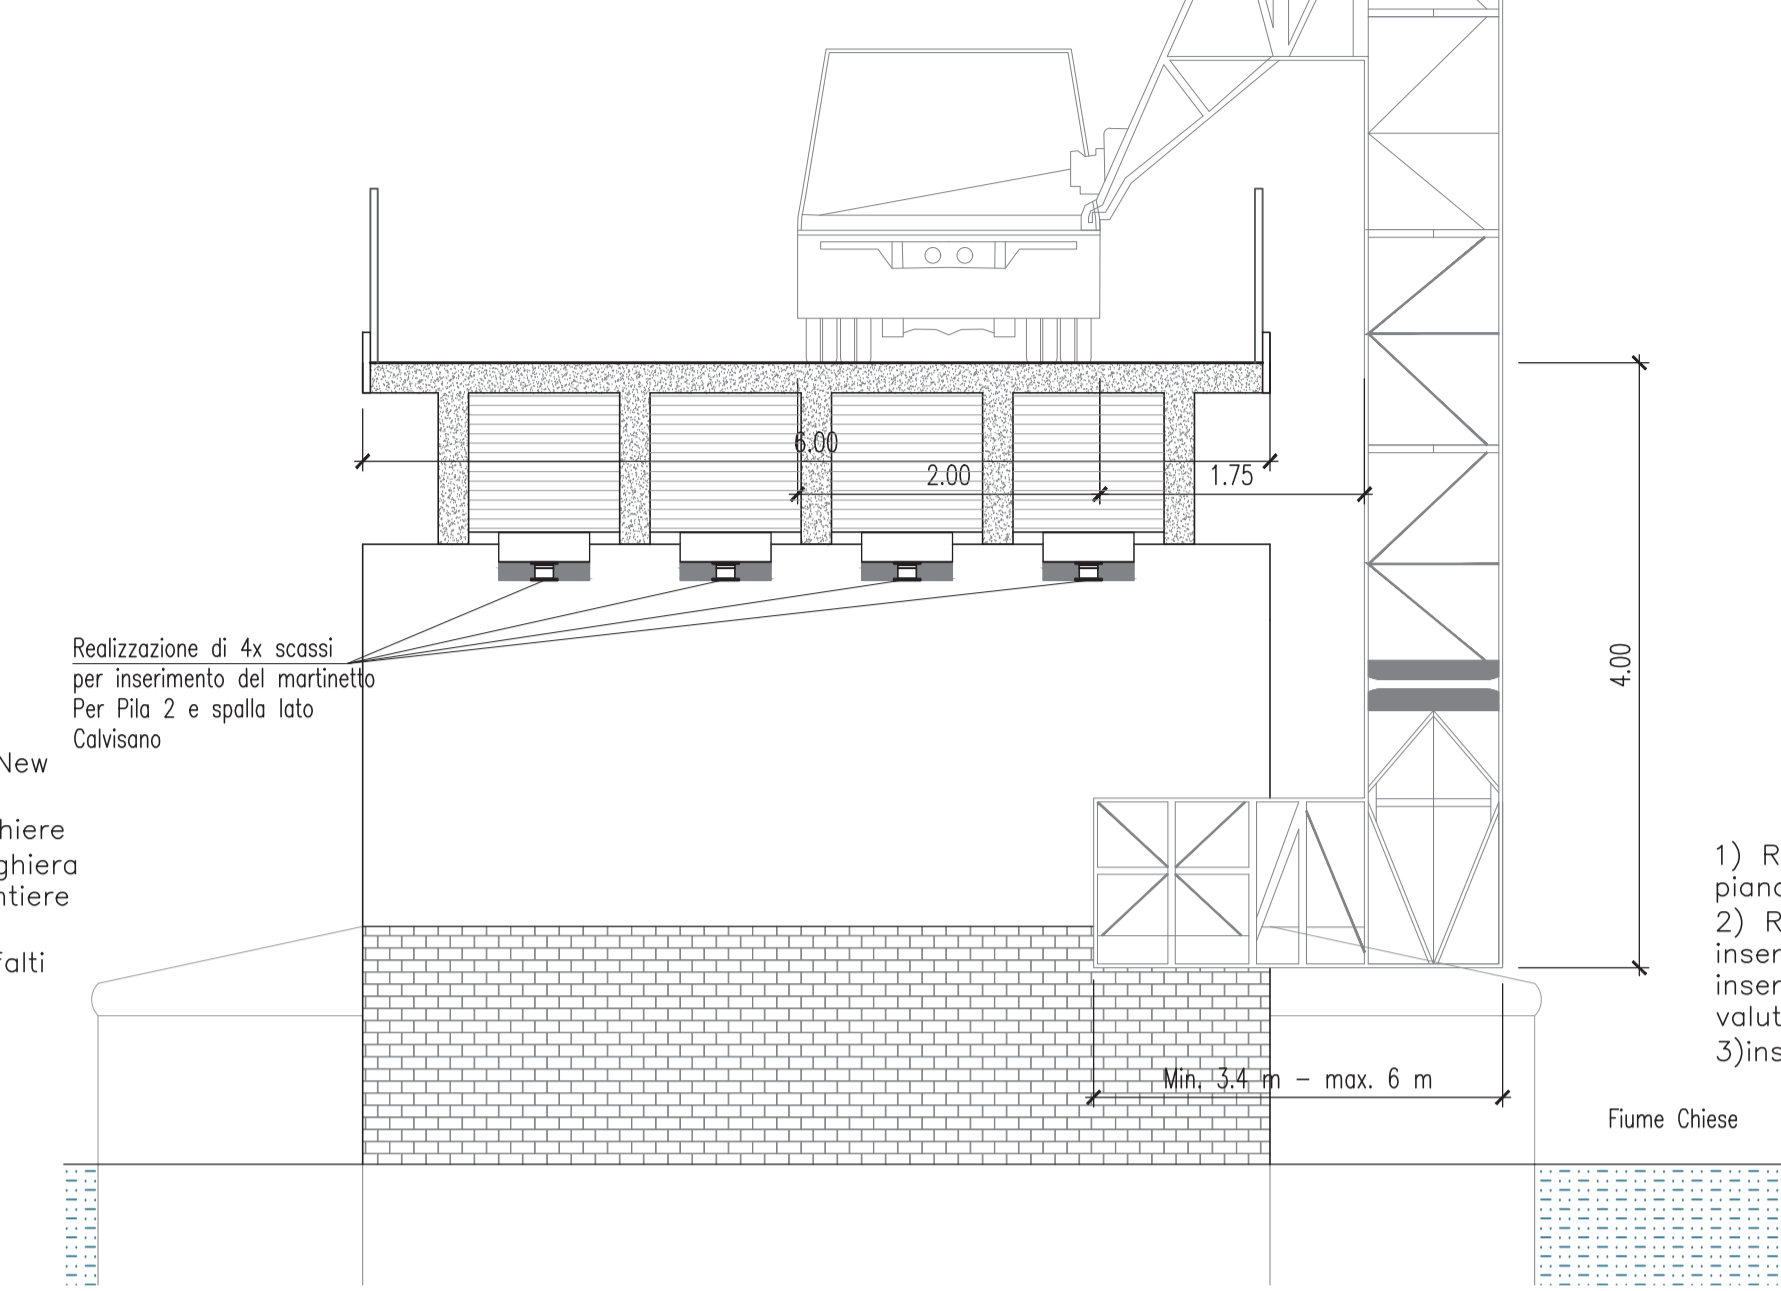 6.00
2.00
1.75
Realizzazione di 4x scassi
per inserimento del martinetto
Per Pila 2 e spalla lato
Calvisano
4.00
New
hiere
ghiera
ntiere
falti
1) R
piano
2) R
inser
inser
valut
3)ins
Min. 3.4 m - max. 6 m
Fiume Chiese